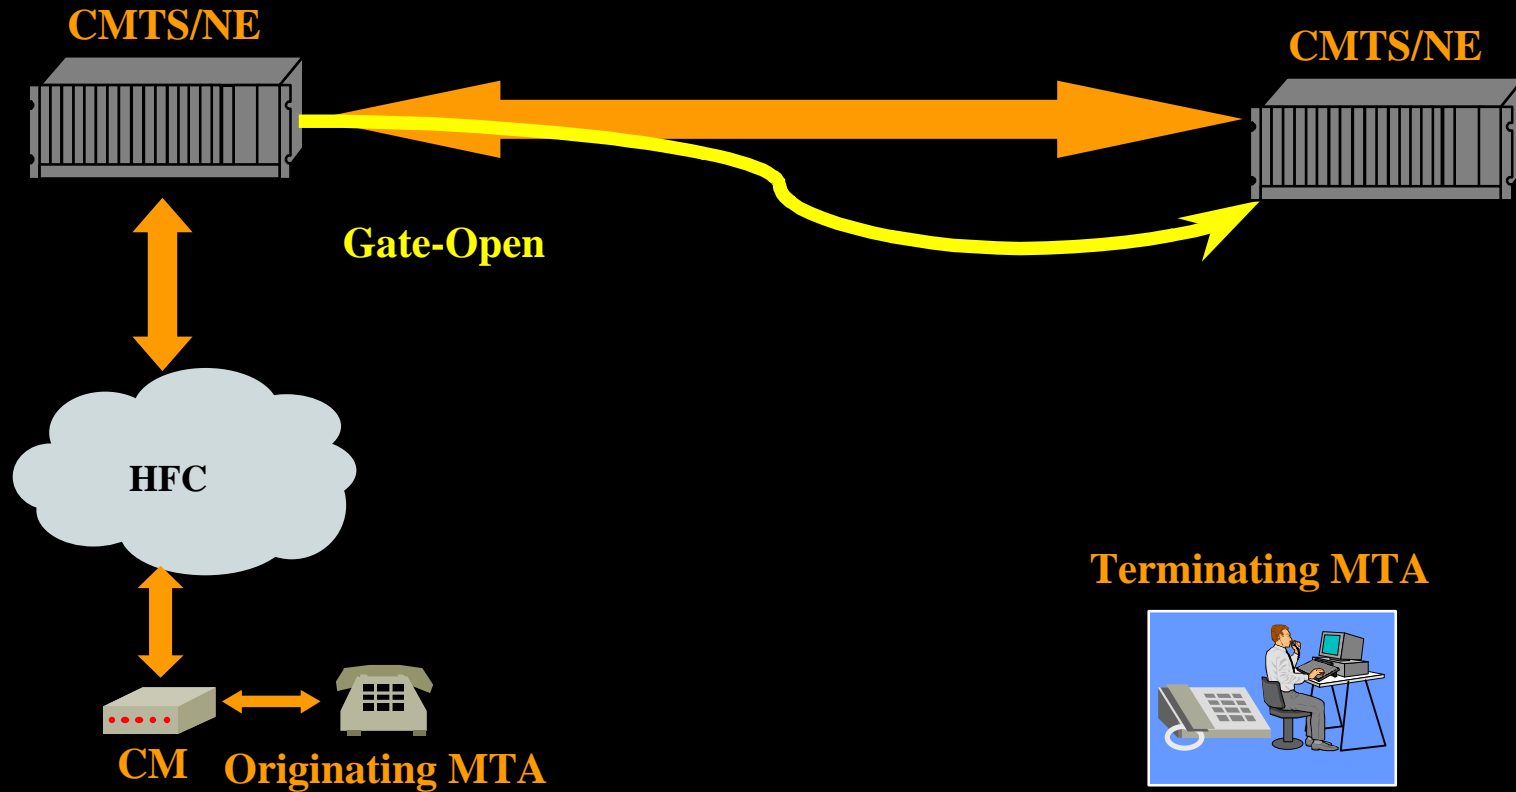 CMTS/NE
CMTS/NE
Gate-Open
HFC
Terminating MTA
CM
Originating MTA